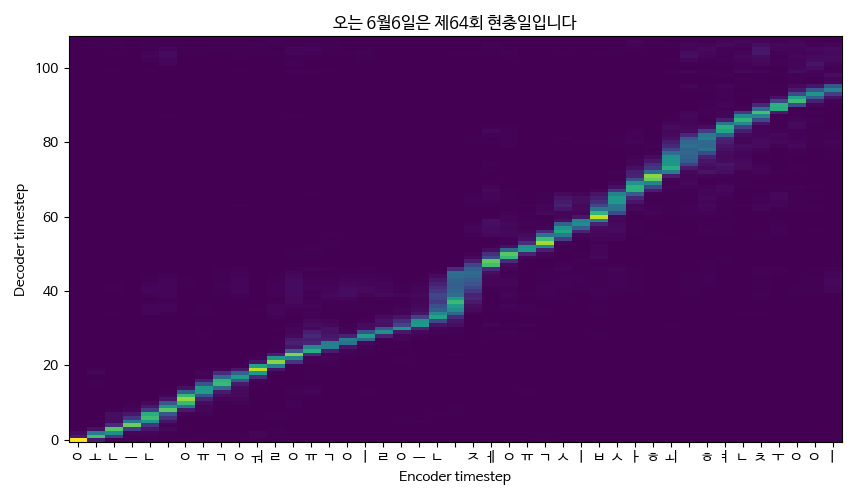 오는 6월6일은 제64회 현충일입니다
100
80
60
40
20
0
Decoder timestep
ㅇ ㅗ ㄴ ㅡ ㄴ ㅇ ㅠ ㄱ ㅇ ㅝ ㄹ ㅇ ㅠ ㄱ ㅇ ㅣ ㄹ ㅇ ㅡ ㄴ ㅈ ㅔ ㅇ ㅠ ㄱ ㅅ ㅣ ㅂ ㅅ ㅏ ㅎ ㅚ ㅎ ㅕ ㄴ ㅊ ㅜ ㅇ ㅇ ㅣ
Encoder timestep